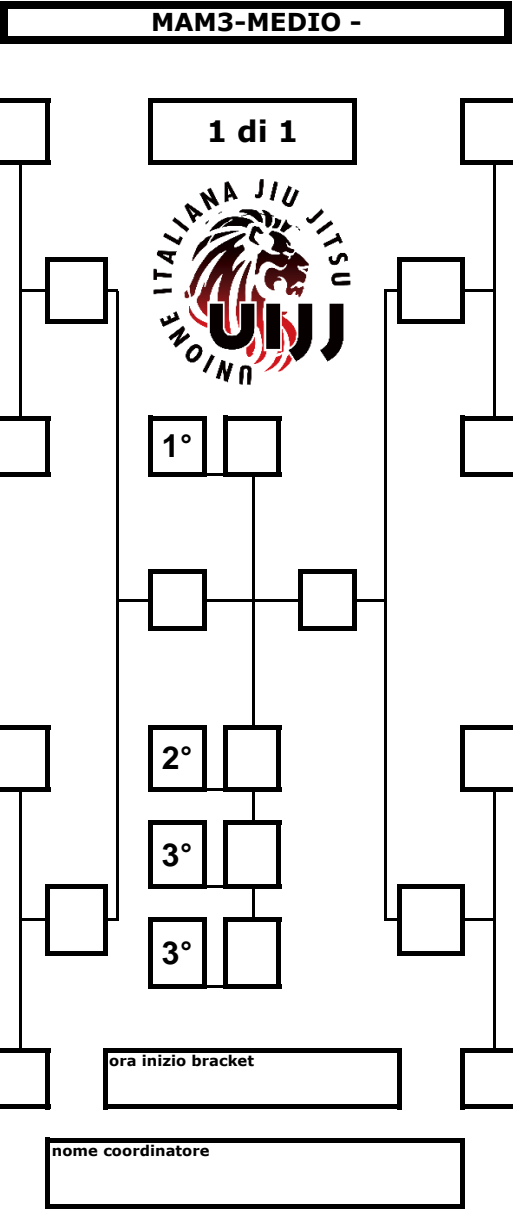 MAM3-MEDIO -
1 di 1
UNIONE ITALIANA JIU JITSU
UIJJ
1°
2°
3°
3°
ora inizio bracket
nome coordinatore